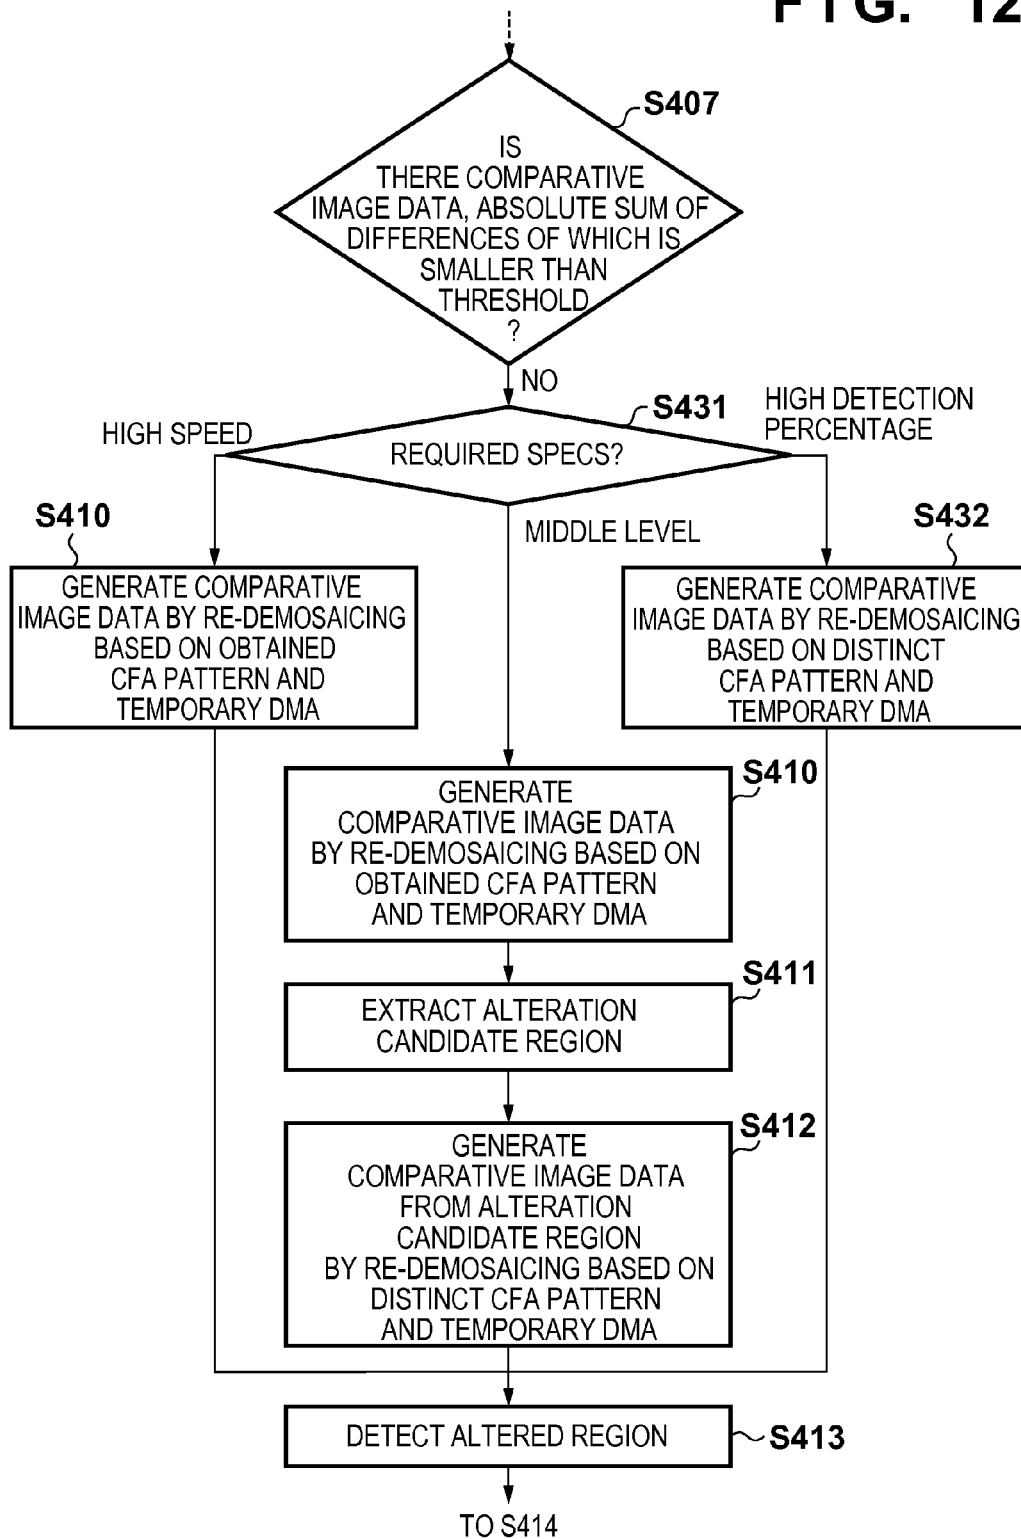 FIG. 12
S407
IS
THERE COMPARATIVE
IMAGE DATA, ABSOLUTE SUM OF
DIFFERENCES OF WHICH IS
SMALLER THAN
THRESHOLD
?
NO
S431
HIGH DETECTION
PERCENTAGE
HIGH SPEED
REQUIRED SPECS?
S410
MIDDLE LEVEL
S432
GENERATE COMPARATIVE
IMAGE DATA BY RE-DEMOSAICING
BASED ON OBTAINED
CFA PATTERN AND
TEMPORARY DMA
GENERATE COMPARATIVE
IMAGE DATA BY RE-DEMOSAICING
BASED ON DISTINCT
CFA PATTERN AND
TEMPORARY DMA
S410
GENERATE
COMPARATIVE IMAGE DATA
BY RE-DEMOSAICING BASED ON
OBTAINED CFA PATTERN
AND TEMPORARY DMA
S411
EXTRACT ALTERATION
CANDIDATE REGION
S412
GENERATE
COMPARATIVE IMAGE DATA
FROM ALTERATION
CANDIDATE REGION
BY RE-DEMOSAICING BASED ON
DISTINCT CFA PATTERN
AND TEMPORARY DMA
DETECT ALTERED REGION
S413
TO S414